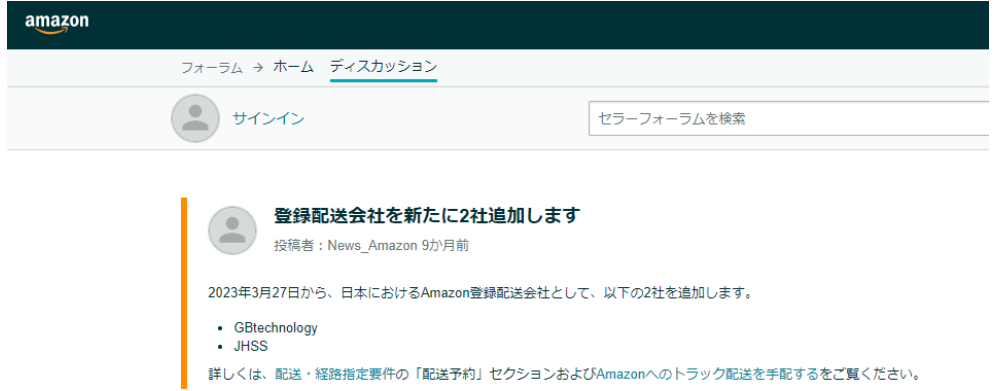 amazon
フォーラム → ホーム ディスカッション
サインイン
セラーフォーラムを検索
登録配送会社を新たに2社追加します
投稿者：News_Amazon 9か月前
2023年3月27日から、日本におけるAmazon登録配送会社として、以下の2社を追加します。
• GBtechnology
• JHSS
詳しくは、配送・経路指定要件の「配送予約」セクションおよびAmazonへのトラック配送を手配するをご覧ください。